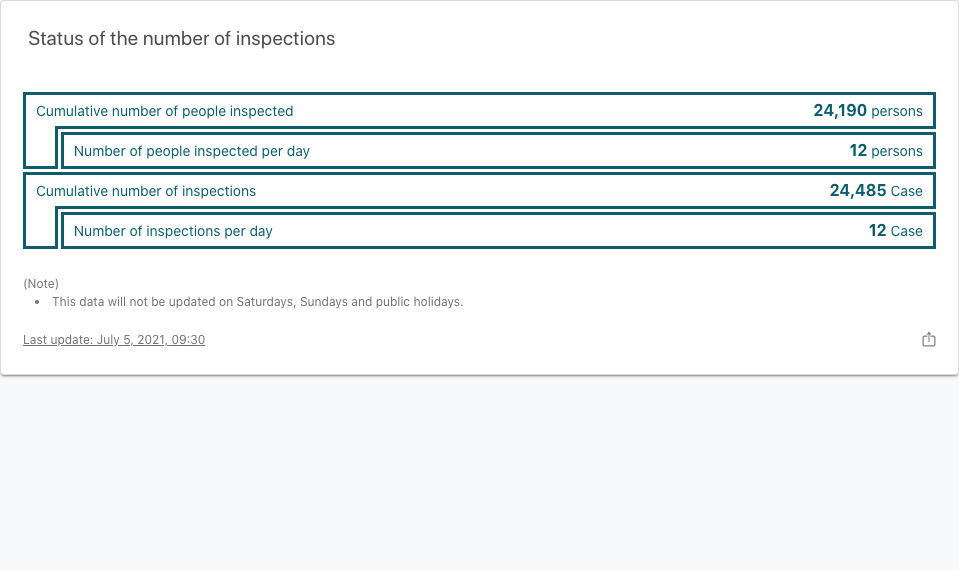 Status of the number of inspections
Cumulative number of people inspected 24,190 persons
Number of people inspected per day 12 persons
Cumulative number of inspections 24,485 Case
Number of inspections per day 12 Case
(Note)
• This data will not be updated on Saturdays, Sundays and public holidays.
Last update: July 5, 2021, 09:30